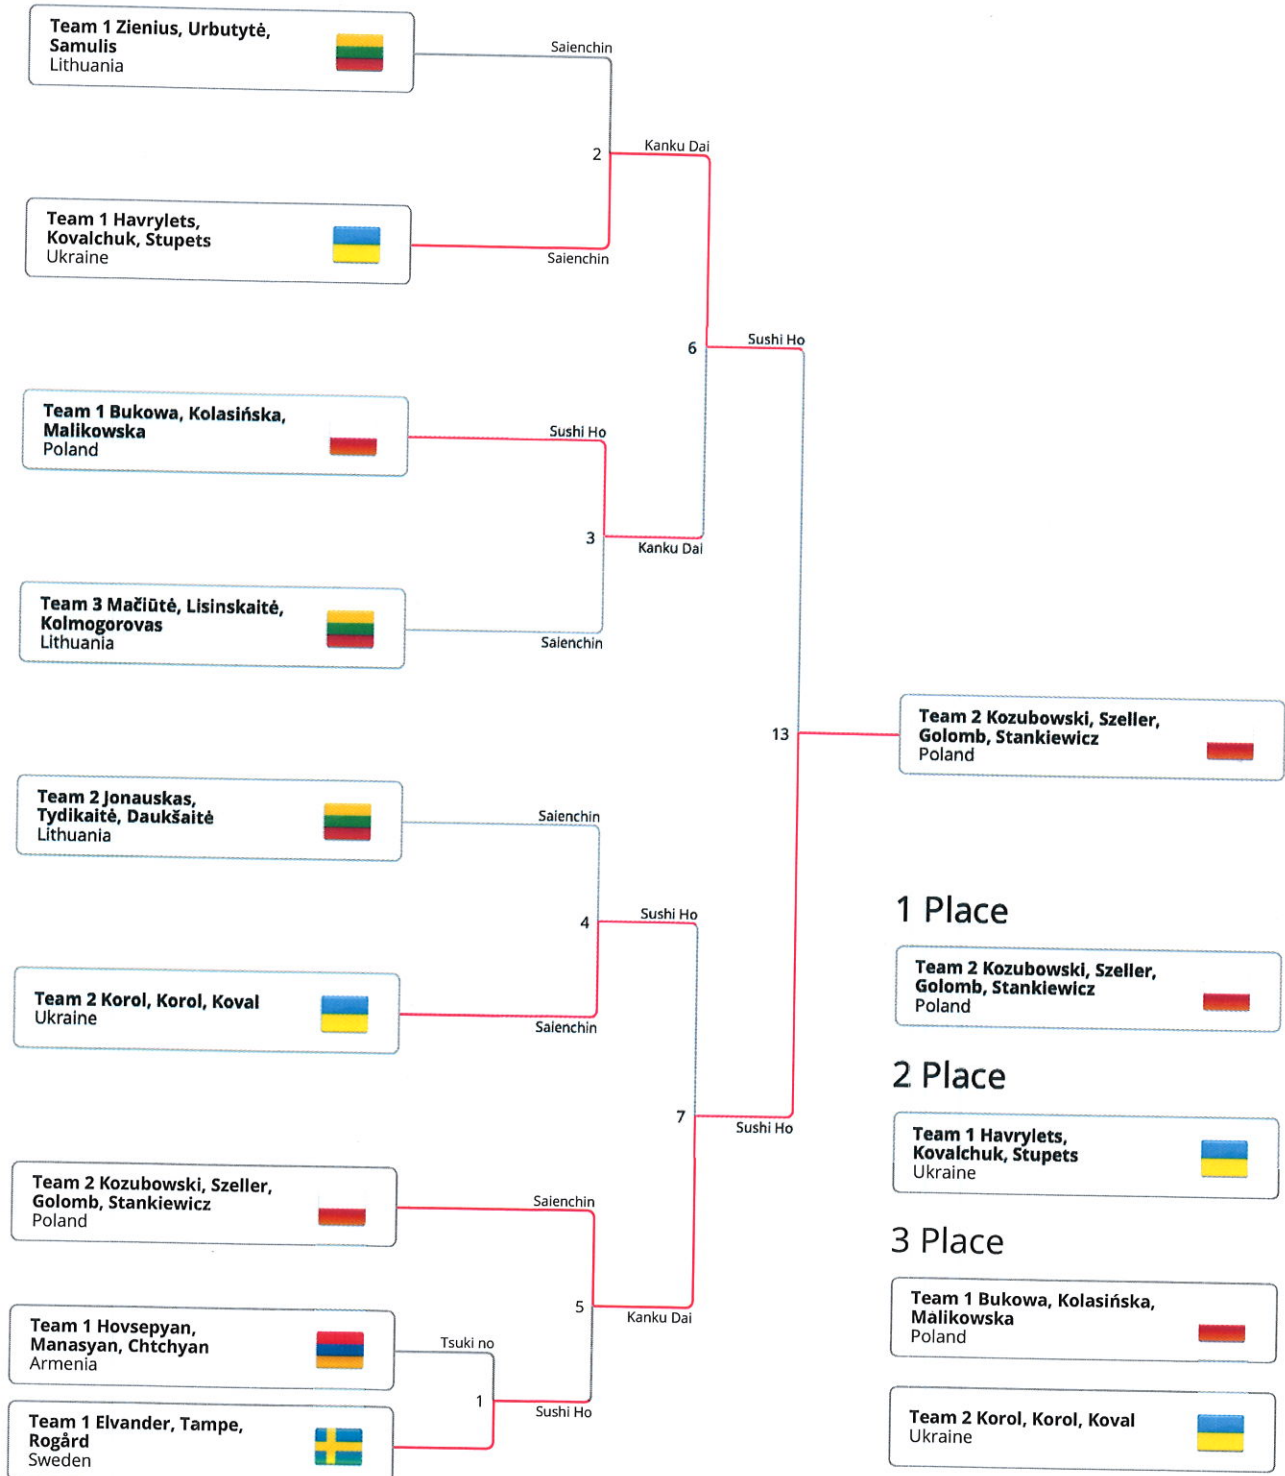 Team 1 Zienius, Urbutytė,
Samulis
Lithuania
Saienchin
2
Kanku Dai
Team 1 Havrylets,
Kovalchuk, Stupets
Ukraine
Saienchin
6
Sushi Ho
Team 1 Bukowa, Kolasińska,
Malikowska
Poland
Sushi Ho
3
Kanku Dai
Team 3 Mačiūtė, Lisinskaitė,
Kolmogorovas
Lithuania
Saienchin
13
Team 2 Kozubowski, Szeller,
Golomb, Stankiewicz
Poland
Team 2 Jonauskas,
Tydikaitė, Daukšaitė
Lithuania
Saienchin
4
Sushi Ho
Team 2 Korol, Korol, Koval
Ukraine
Saienchin
7
Sushi Ho
Team 2 Kozubowski, Szeller,
Golomb, Stankiewicz
Poland
Saienchin
5
Kanku Dai
Team 1 Hovsepyan,
Manasyan, Chtchyan
Armenia
Tsuki no
1
Sushi Ho
Team 1 Elvander, Tampe,
Rogård
Sweden
1 Place
Team 2 Kozubowski, Szeller,
Golomb, Stankiewicz
Poland
2 Place
Team 1 Havrylets,
Kovalchuk, Stupets
Ukraine
3 Place
Team 1 Bukowa, Kolasińska,
Malikowska
Poland
Team 2 Korol, Korol, Koval
Ukraine